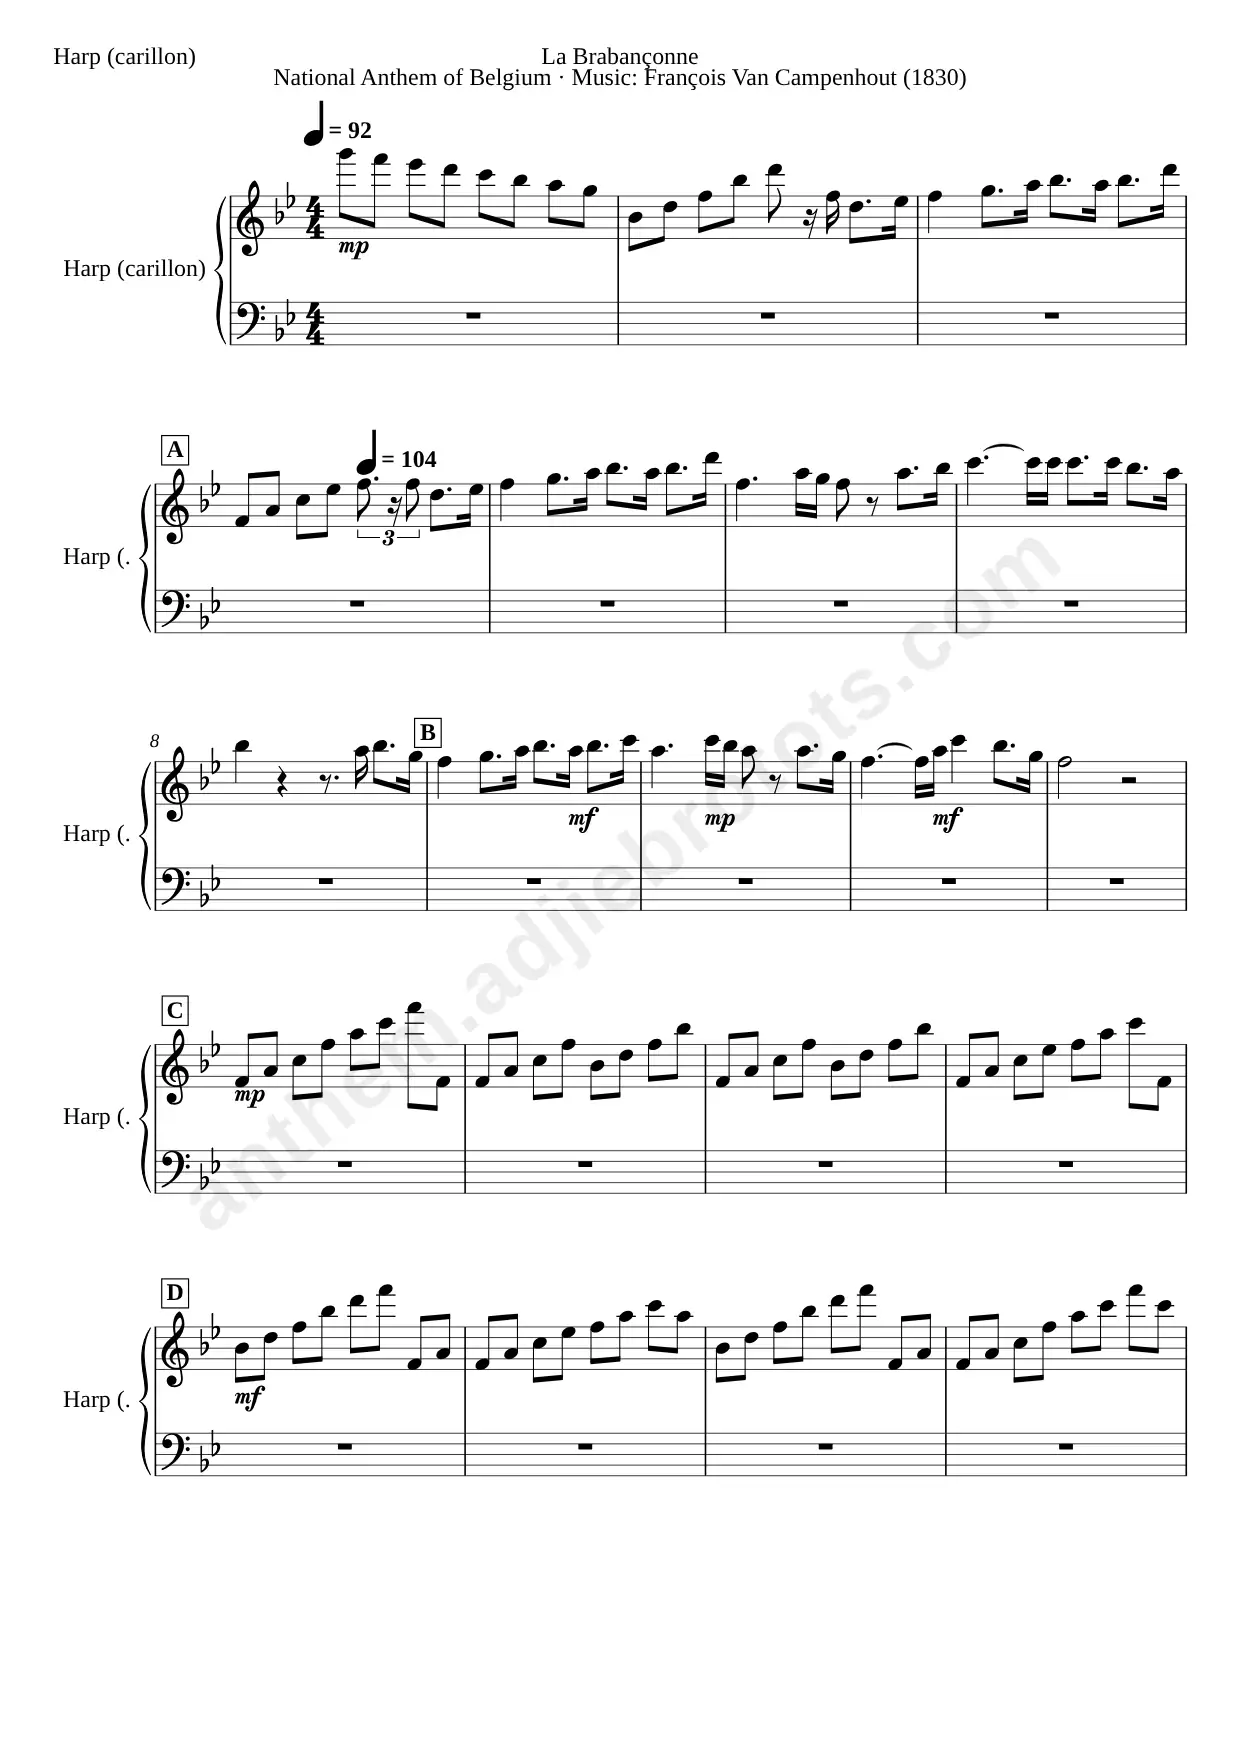 Harp (carillon)
La Brabançonne
National Anthem of Belgium · Music: François Van Campenhout (1830)
= 92
mp
Harp (carillon)
A
= 104
3
Harp (.
8
B
mf
mp
mf
Harp (.
C
mp
Harp (.
D
mf
Harp (.
anthem.adjiebrotots.com